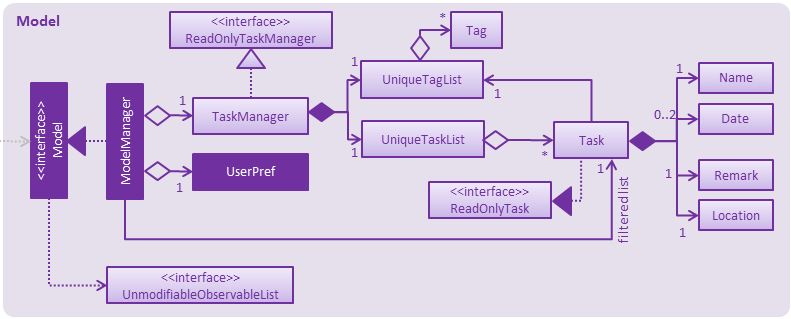 Model
<<interface>>
ReadOnlyTaskManager
*
Tag
1
UniqueTagList
1
1
Name
<<interface>>
Model
ModelManager
1
TaskManager
0..2
Date
1
UniqueTaskList
*
Task
1
UserPref
1
<<interface>>
ReadOnlyTask
1
Remark
1
Location
filtered list
<<interface>>
UnmodifiableObservableList